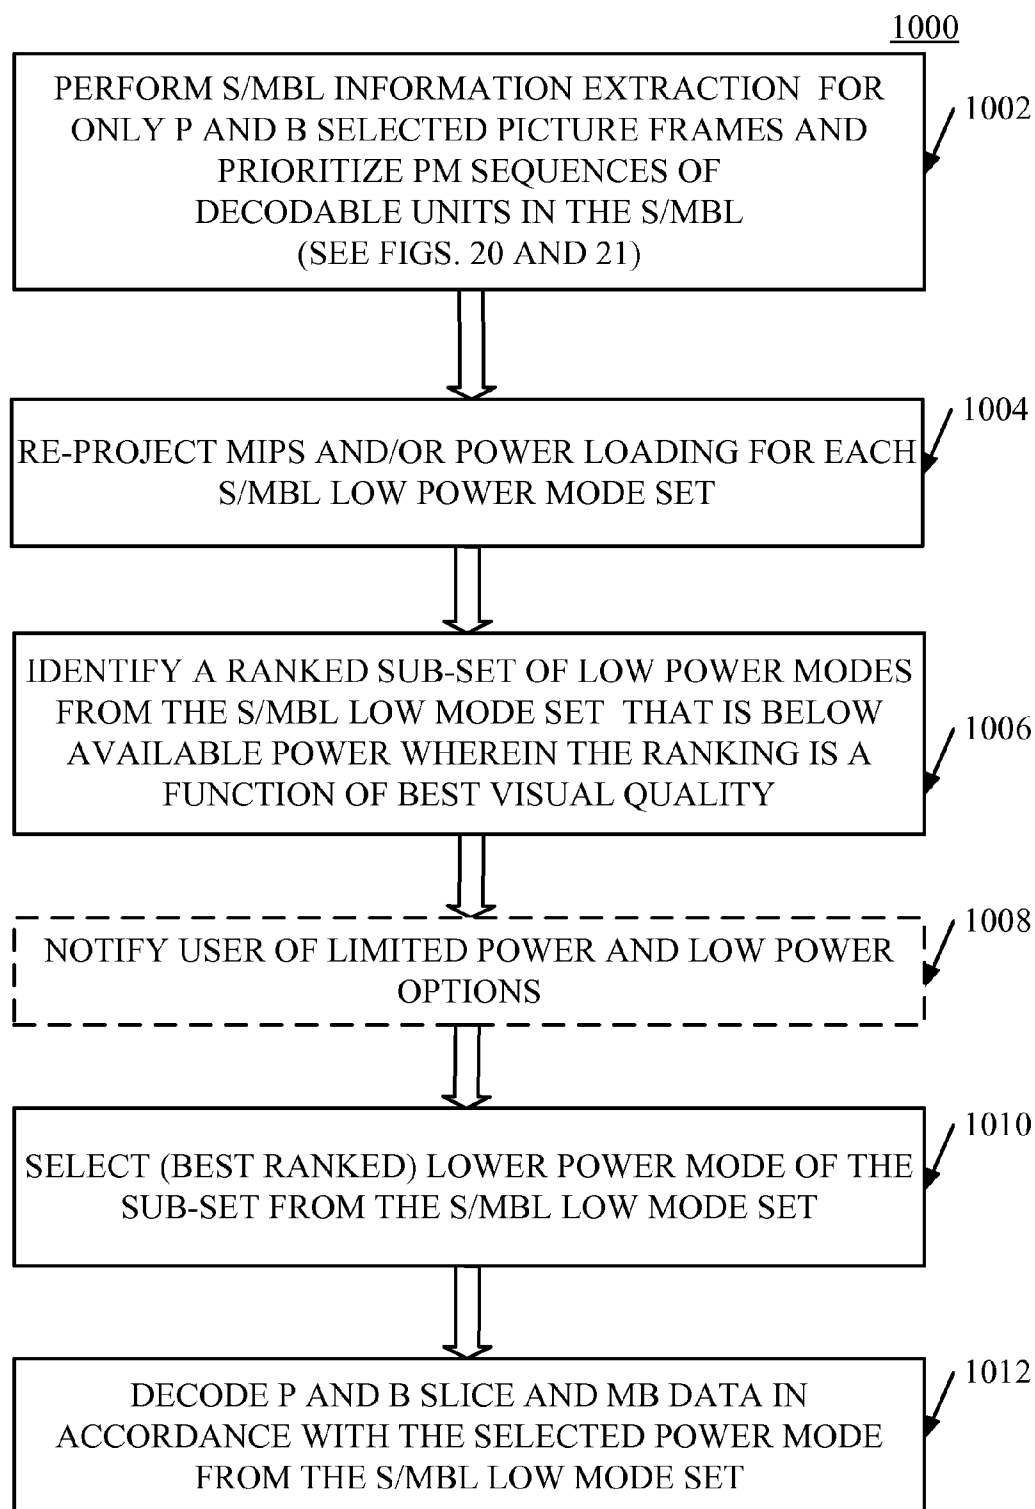 1000
PERFORM S/MBL INFORMATION EXTRACTION FOR
ONLY P AND B SELECTED PICTURE FRAMES AND
PRIORITIZE PM SEQUENCES OF
DECODABLE UNITS IN THE S/MBL
(SEE FIGS. 20 AND 21)
1002
RE-PROJECT MIPS AND/OR POWER LOADING FOR EACH
S/MBL LOW POWER MODE SET
1004
IDENTIFY A RANKED SUB-SET OF LOW POWER MODES
FROM THE S/MBL LOW MODE SET THAT IS BELOW
AVAILABLE POWER WHEREIN THE RANKING IS A
FUNCTION OF BEST VISUAL QUALITY
1006
NOTIFY USER OF LIMITED POWER AND LOW POWER
OPTIONS
1008
SELECT (BEST RANKED) LOWER POWER MODE OF THE
SUB-SET FROM THE S/MBL LOW MODE SET
1010
DECODE P AND B SLICE AND MB DATA IN
ACCORDANCE WITH THE SELECTED POWER MODE
FROM THE S/MBL LOW MODE SET
1012